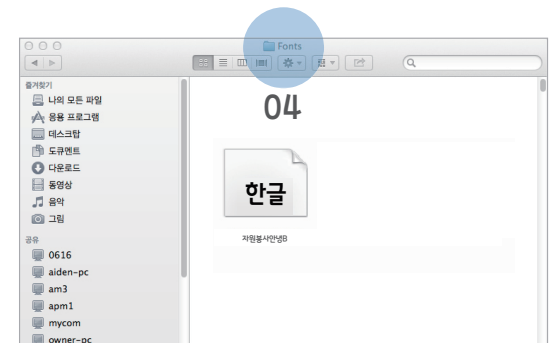 Fonts
04
즐겨찾기
나의 모든 파일
응용 프로그램
데스크탑
도큐멘트
다운로드
동영상
음악
그림
공유
0616
aiden-pc
am3
apm1
mycom
owner-pc
한글
자원봉사안녕B